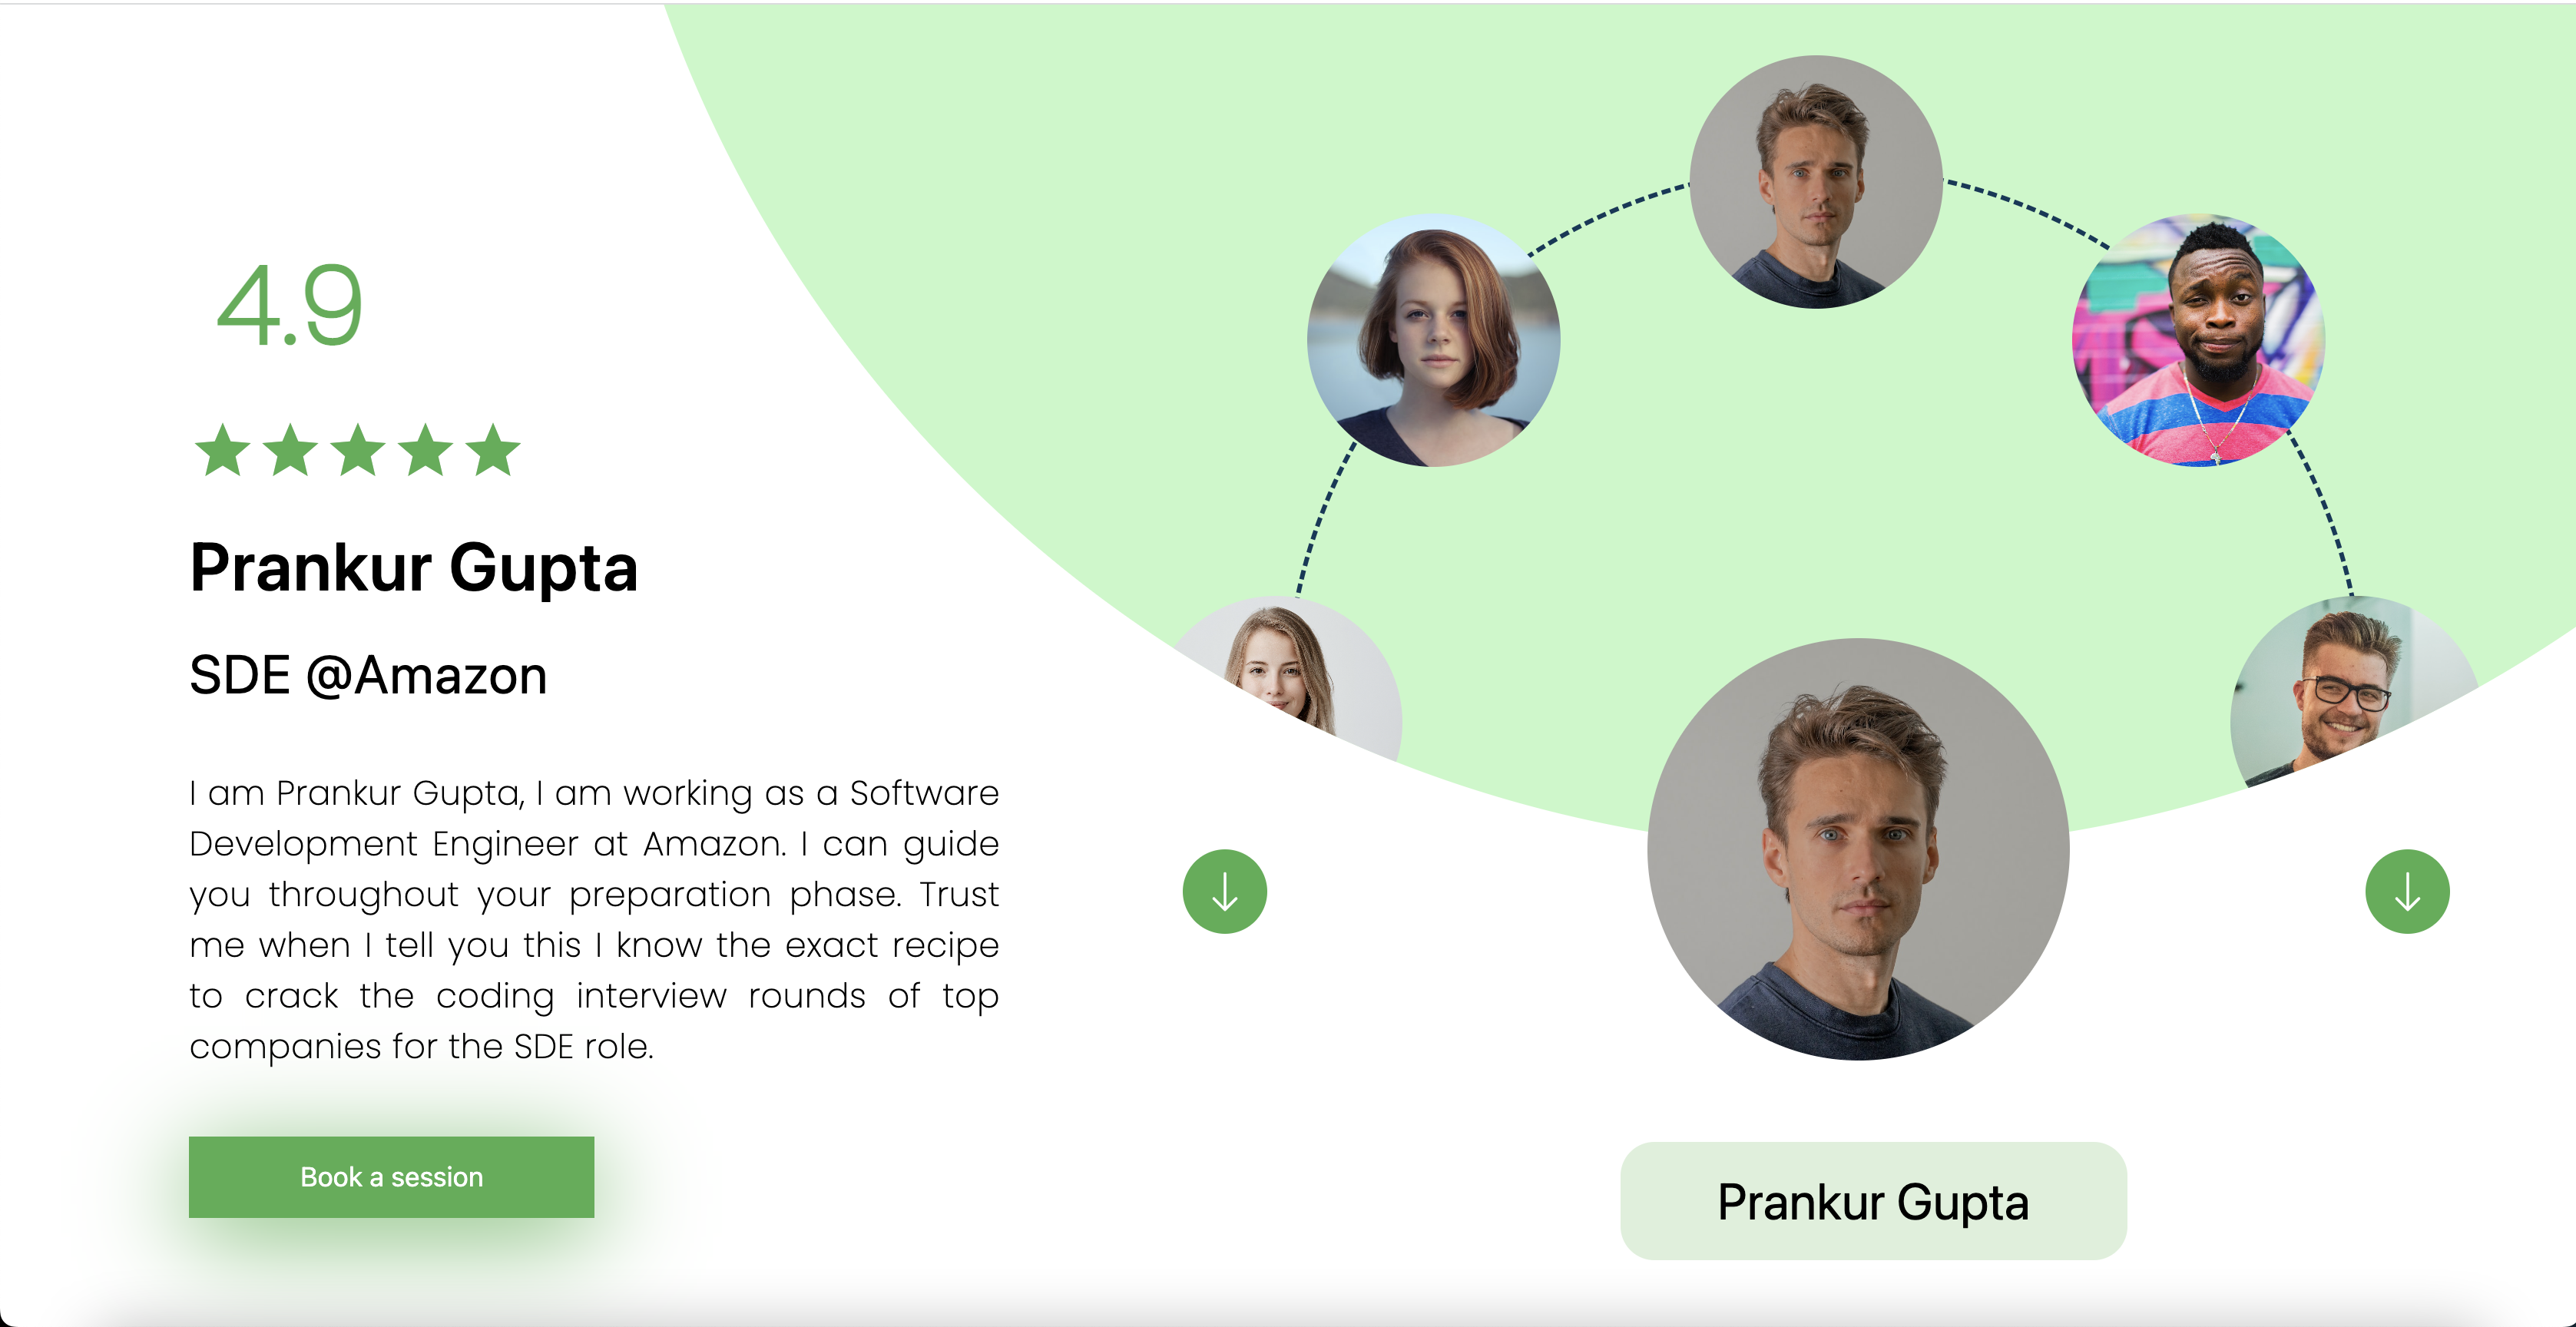 4.9
Prankur Gupta
SDE @Amazon
I am Prankur Gupta, I am working as a Software
Development Engineer at Amazon. I can guide
you throughout your preparation phase. Trust
me when I tell you this I know the exact recipe
to crack the coding interview rounds of top
companies for the SDE role.
Book a session
Prankur Gupta